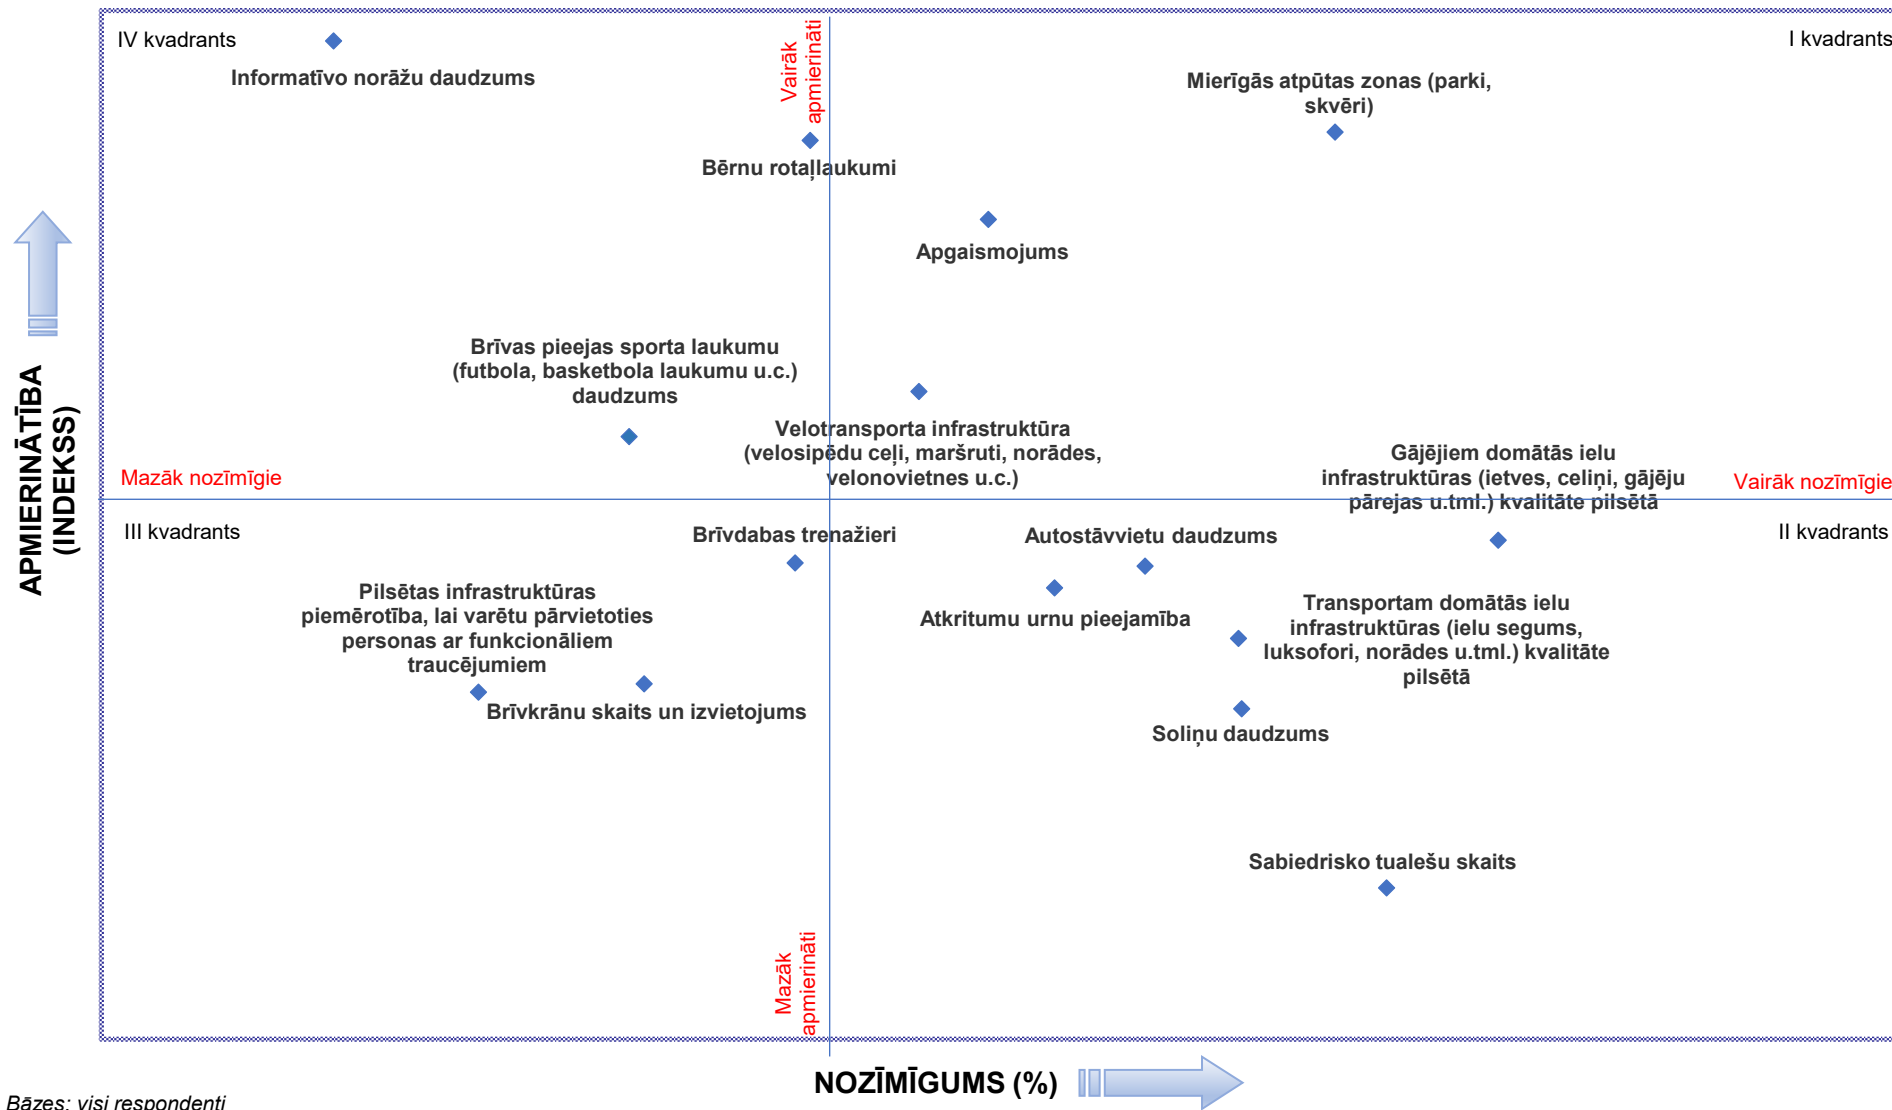 IV kvadrants
I kvadrants
Informatīvo norāžu daudzums
Vairāk
apmierināti
Mierīgās atpūtas zonas (parki,
skvēri)
Bērnu rotaļlaukumi
Apgaismojums
APMIERINĀTĪBA
(INDEKSS)
Brīvas pieejas sporta laukumu
(futbola, basketbola laukumu u.c.)
daudzums
Velotransporta infrastruktūra
(velosipēdu ceļi, maršruti, norādes,
velonovietnes u.c.)
Gājējiem domātās ielu
infrastruktūras (ietves, celiņi, gājēju
pārejas u.tml.) kvalitāte pilsētā
Mazāk nozīmīgie
Vairāk nozīmīgie
III kvadrants
II kvadrants
Brīvdabas trenažieri
Autostāvvietu daudzums
Pilsētas infrastruktūras
piemērotība, lai varētu pārvietoties
personas ar funkcionāliem
traucējumiem
Atkritumu urnu pieejamība
Transportam domātās ielu
infrastruktūras (ielu segums,
luksofori, norādes u.tml.) kvalitāte
pilsētā
Brīvkrānu skaits un izvietojums
Soliņu daudzums
Sabiedrisko tualešu skaits
Mazāk
apmierināti
NOZĪMĪGUMS (%)
Bāzes: visi respondenti